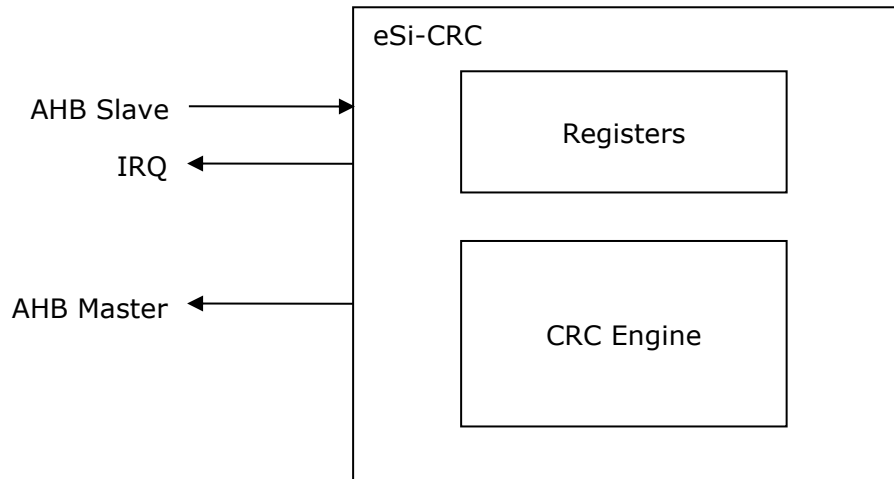 eSi-CRC
AHB Slave
Registers
IRQ
AHB Master
CRC Engine